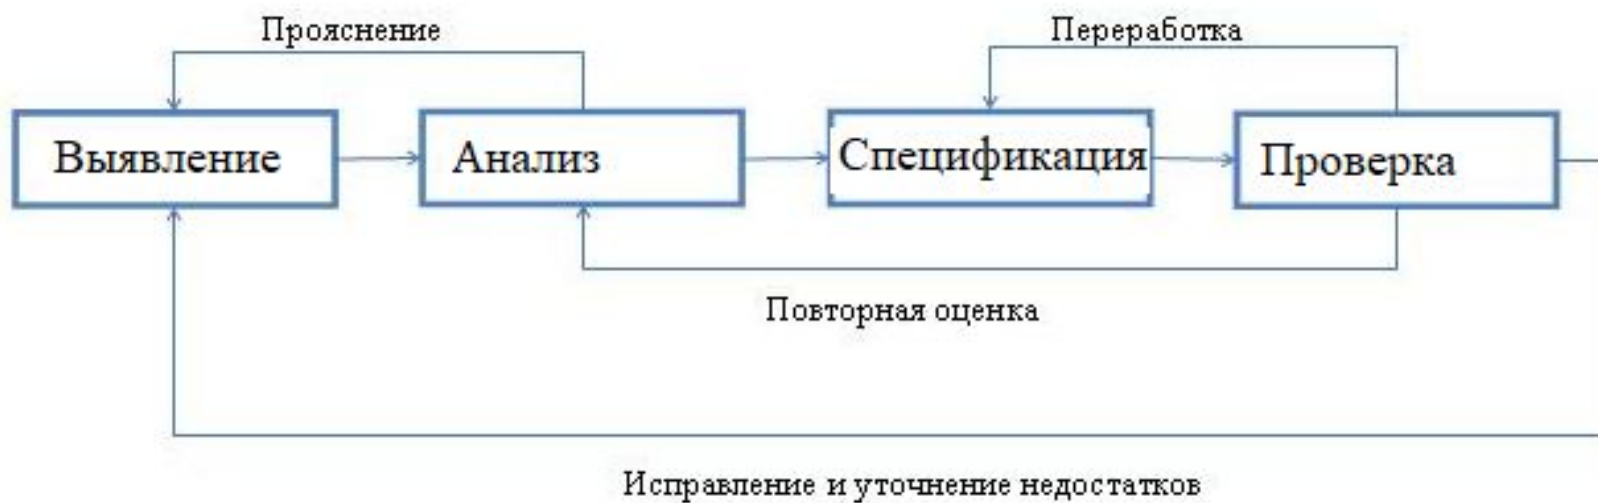 Прояснение
Переработка
Выявление
Анализ
Спецификация
Проверка
Повторная оценка
Исправление и уточнение недостатков